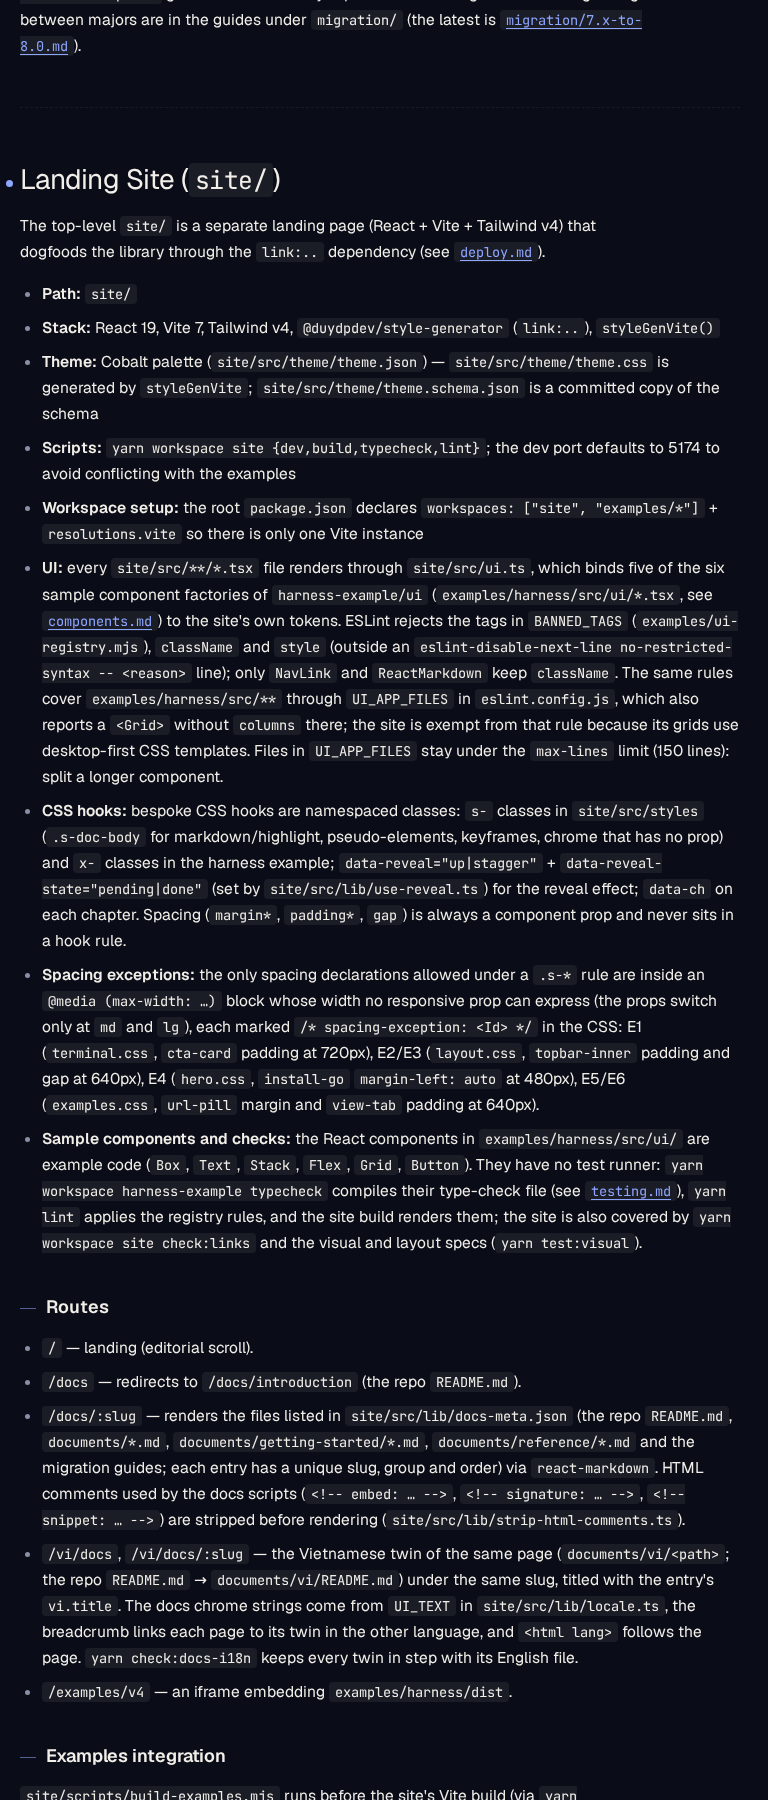 between majors are in the guides under migration/ (the latest is migration/7.x-to-
8.0.md ).
Landing Site ( site/ )
The top-level site/ is a separate landing page (React + Vite + Tailwind v4) that
dogfoods the library through the link:.. dependency (see deploy.md ).
Path: site/
Stack: React 19, Vite 7, Tailwind v4, @duydpdev/style-generator ( link:.. ), styleGenVite()
Theme: Cobalt palette ( site/src/theme/theme.json ) — site/src/theme/theme.css is
generated by styleGenVite ; site/src/theme/theme.schema.json is a committed copy of the
schema
Scripts: yarn workspace site {dev,build,typecheck,lint} ; the dev port defaults to 5174 to
avoid conflicting with the examples
Workspace setup: the root package.json declares workspaces: ["site", "examples/*"] +
resolutions.vite so there is only one Vite instance
UI: every site/src/**/*.tsx file renders through site/src/ui.ts , which binds five of the six
sample component factories of harness-example/ui ( examples/harness/src/ui/*.tsx , see
components.md ) to the site's own tokens. ESLint rejects the tags in BANNED_TAGS ( examples/ui-
registry.mjs ), className and style (outside an eslint-disable-next-line no-restricted-
syntax -- <reason> line); only NavLink and ReactMarkdown keep className . The same rules
cover examples/harness/src/** through UI_APP_FILES in eslint.config.js , which also
reports a <Grid> without columns there; the site is exempt from that rule because its grids use
desktop-first CSS templates. Files in UI_APP_FILES stay under the max-lines limit (150 lines):
split a longer component.
CSS hooks: bespoke CSS hooks are namespaced classes: s- classes in site/src/styles
( .s-doc-body for markdown/highlight, pseudo-elements, keyframes, chrome that has no prop)
and x- classes in the harness example; data-reveal="up|stagger" + data-reveal-
state="pending|done" (set by site/src/lib/use-reveal.ts ) for the reveal effect; data-ch on
each chapter. Spacing ( margin* , padding* , gap ) is always a component prop and never sits in
a hook rule.
Spacing exceptions: the only spacing declarations allowed under a .s-* rule are inside an
@media (max-width: …) block whose width no responsive prop can express (the props switch
only at md and lg ), each marked /* spacing-exception: <Id> */ in the CSS: E1
( terminal.css , cta-card padding at 720px), E2/E3 ( layout.css , topbar-inner padding and
gap at 640px), E4 ( hero.css , install-go margin-left: auto at 480px), E5/E6
( examples.css , url-pill margin and view-tab padding at 640px).
Sample components and checks: the React components in examples/harness/src/ui/ are
example code ( Box , Text , Stack , Flex , Grid , Button ). They have no test runner: yarn
workspace harness-example typecheck compiles their type-check file (see testing.md ), yarn
lint applies the registry rules, and the site build renders them; the site is also covered by yarn
workspace site check:links and the visual and layout specs ( yarn test:visual ).
Routes
/ — landing (editorial scroll).
/docs — redirects to /docs/introduction (the repo README.md ).
/docs/:slug — renders the files listed in site/src/lib/docs-meta.json (the repo README.md ,
documents/*.md , documents/getting-started/*.md , documents/reference/*.md and the
migration guides; each entry has a unique slug, group and order) via react-markdown . HTML
comments used by the docs scripts ( <!-- embed: … --> , <!-- signature: … --> , <!--
snippet: … --> ) are stripped before rendering ( site/src/lib/strip-html-comments.ts ).
/vi/docs , /vi/docs/:slug — the Vietnamese twin of the same page ( documents/vi/<path> ;
the repo README.md → documents/vi/README.md ) under the same slug, titled with the entry's
vi.title . The docs chrome strings come from UI_TEXT in site/src/lib/locale.ts , the
breadcrumb links each page to its twin in the other language, and <html lang> follows the
page. yarn check:docs-i18n keeps every twin in step with its English file.
/examples/v4 — an iframe embedding examples/harness/dist .
Examples integration
site/scripts/build-examples.mjs runs before the site's Vite build (via yarn